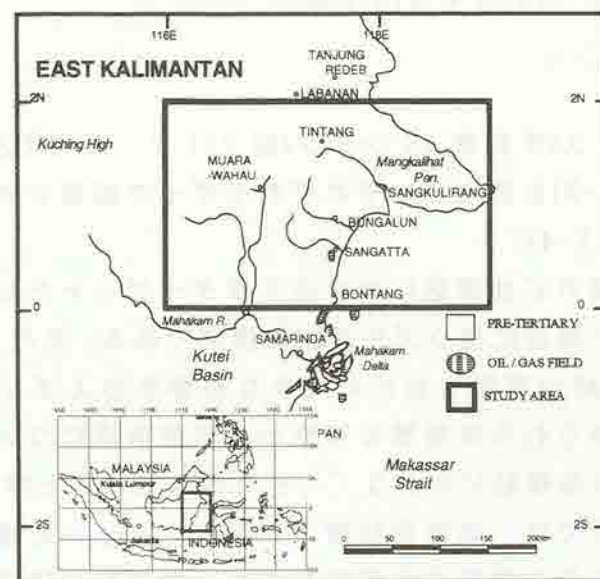 116E
118E
EAST KALIMANTAN
TANJUNG
REDEB
LABANAN
2N
2N
Kuching High
TINTANG
MUARA
WAHAU
Mangkalihat
Pen.
SANGKULIRANG
BUNGALUN
SANGATTA
BONTANG
0
0
Mahakam R.
SAMARINDA
Mahakam
Delta
Kutei
Basin
PRE-TERTIARY
OIL / GAS FIELD
STUDY AREA
PAN
MALAYSIA
Kuala Lumpur
Jakarta
INDONESIA
Makassar
Strait
2S
2S
0
50
100
150